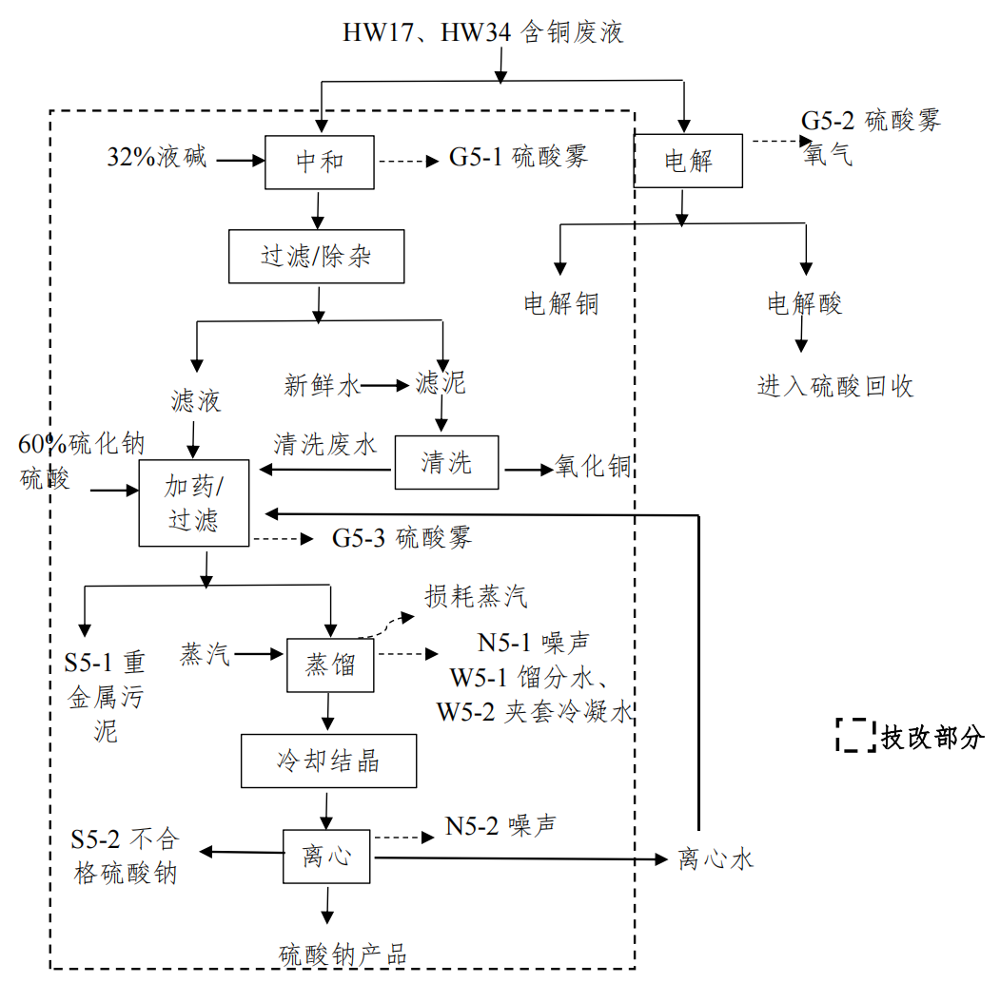 HW17、HW34 含铜废液
G5-2 硫酸雾
氧气
32%液碱
中和
G5-1 硫酸雾
电解
过滤/除杂
电解铜
电解酸
滤液
新鲜水
滤泥
进入硫酸回收
60%硫化钠
硫酸
清洗废水
清洗
氧化铜
加药/
过滤
G5-3 硫酸雾
损耗蒸汽
S5-1 重
金属污
泥
蒸汽
蒸馏
N5-1 噪声
W5-1 馏分水、
W5-2 夹套冷凝水
技改部分
冷却结晶
S5-2 不合
格硫酸钠
离心
N5-2 噪声
离心水
硫酸钠产品